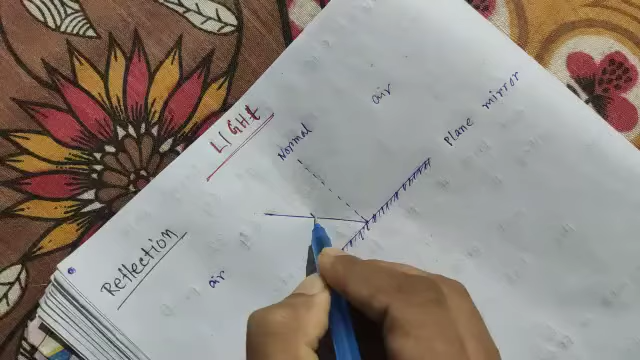 LIGHt
Reflection
Normal
air
Plane mirror
air